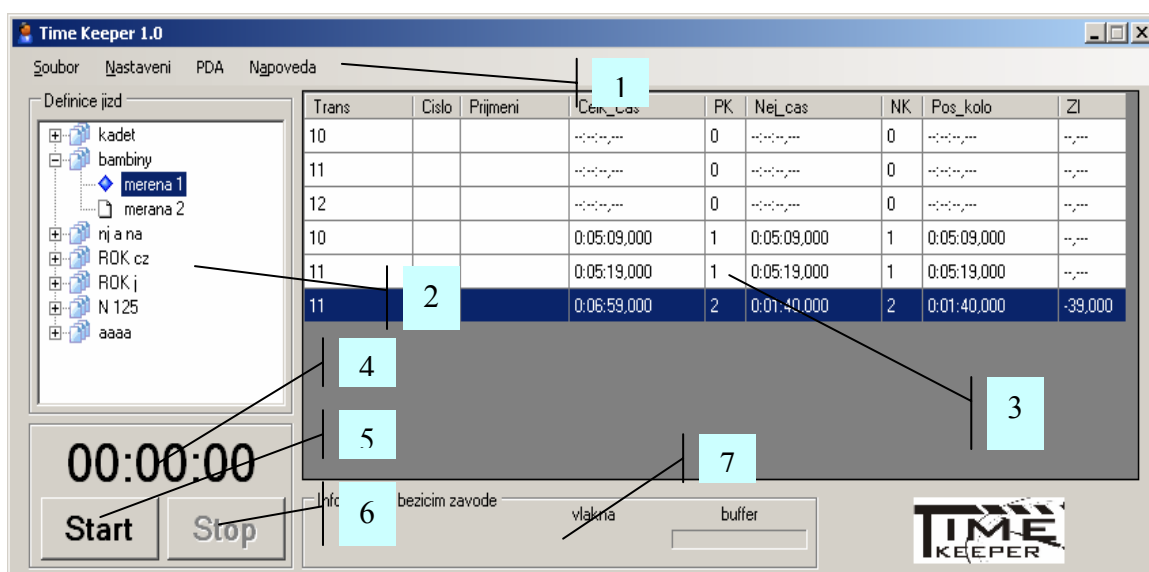 Time Keeper 1.0
Soubor Nastaveni PDA Napoveda
1
Definice jizd
kadet
bambiny
merena 1
merana 2
nj a na
ROK cz
ROK j
N 125
aaaa
Trans Cislo Prijmeni Celk_cas PK Nej_cas NK Pos_kolo Zl
10 --:--:--,--- 0 --:--:--,--- 0 --:--:--,--- --,---
11 --:--:--,--- 0 --:--:--,--- 0 --:--:--,--- --,---
12 --:--:--,--- 0 --:--:--,--- 0 --:--:--,--- --,---
10 0:05:09,000 1 0:05:09,000 1 0:05:09,000 --,---
11 0:05:19,000 1 0:05:19,000 1 0:05:19,000 --,---
11 0:06:59,000 2 0:01:40,000 2 0:01:40,000 -39,000
2
3
4
5
6
7
00:00:00
Start Stop
bezicim zavode
vlakna buffer
TIME
KEEPER